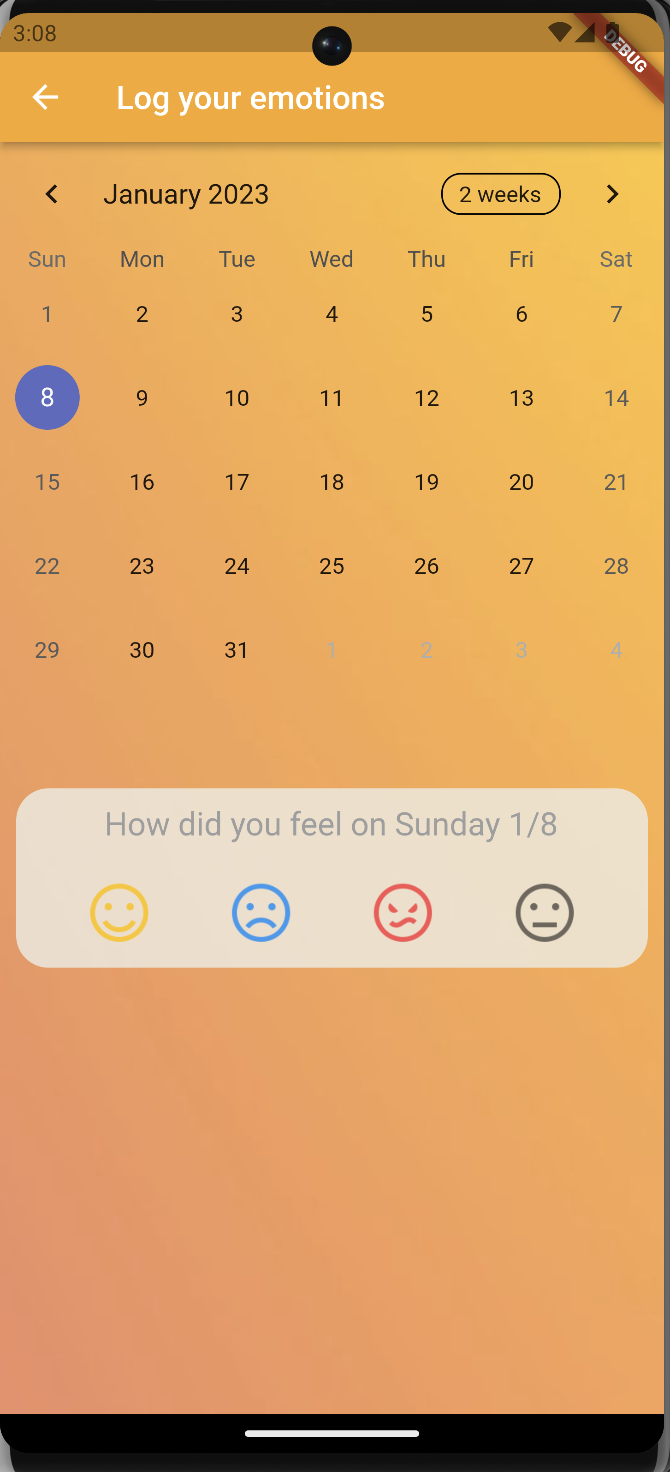 3:08
DEBUG
Log your emotions
January 2023 2 weeks
Sun Mon Tue Wed Thu Fri Sat
1 2 3 4 5 6 7
8 9 10 11 12 13 14
15 16 17 18 19 20 21
22 23 24 25 26 27 28
29 30 31 1 2 3 4
How did you feel on Sunday 1/8